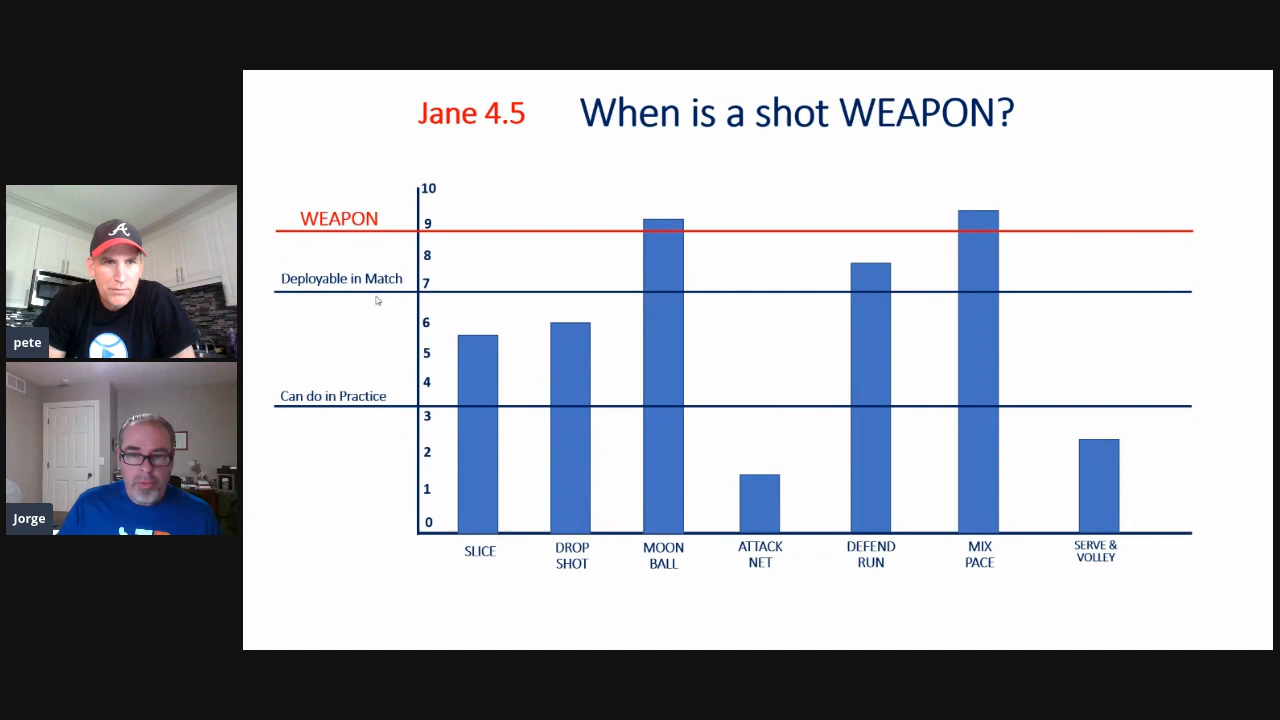 Jane 4.5 When is a shot WEAPON?
10
WEAPON
9
8
Deployable in Match
7
6
5
4
Can do in Practice
3
2
1
0
SLICE
DROP
SHOT
MOON
BALL
ATTACK
NET
DEFEND
RUN
MIX
PACE
SERVE &
VOLLEY
pete
Jorge